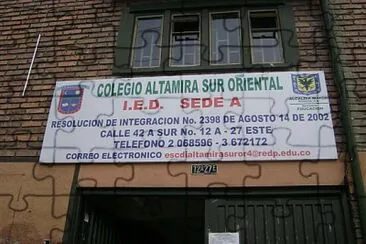 COLEGIO ALTAMIRA SUR ORIENTAL
I.E.D. SEDE A
RESOLUCION DE INTEGRACION No. 2398 DE AGOSTO 14 DE 2002
CALLE 42 A SUR No. 12 A - 27 ESTE
TELEFONO 2 068596 - 3 672172
CORREO ELECTRONICO escdialtamirasuror4@redp.edu.co